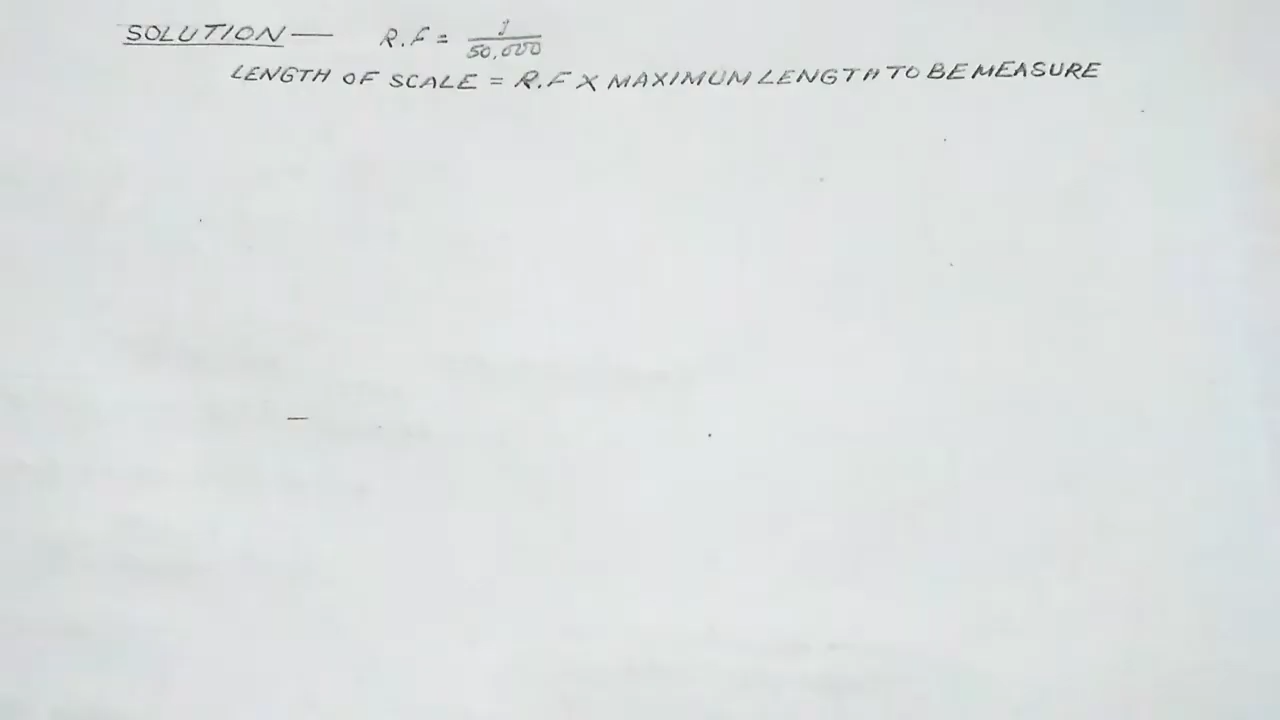 SOLUTION — R.F = 1/50,000
LENGTH OF SCALE = R.F X MAXIMUM LENGTH TO BE MEASURE